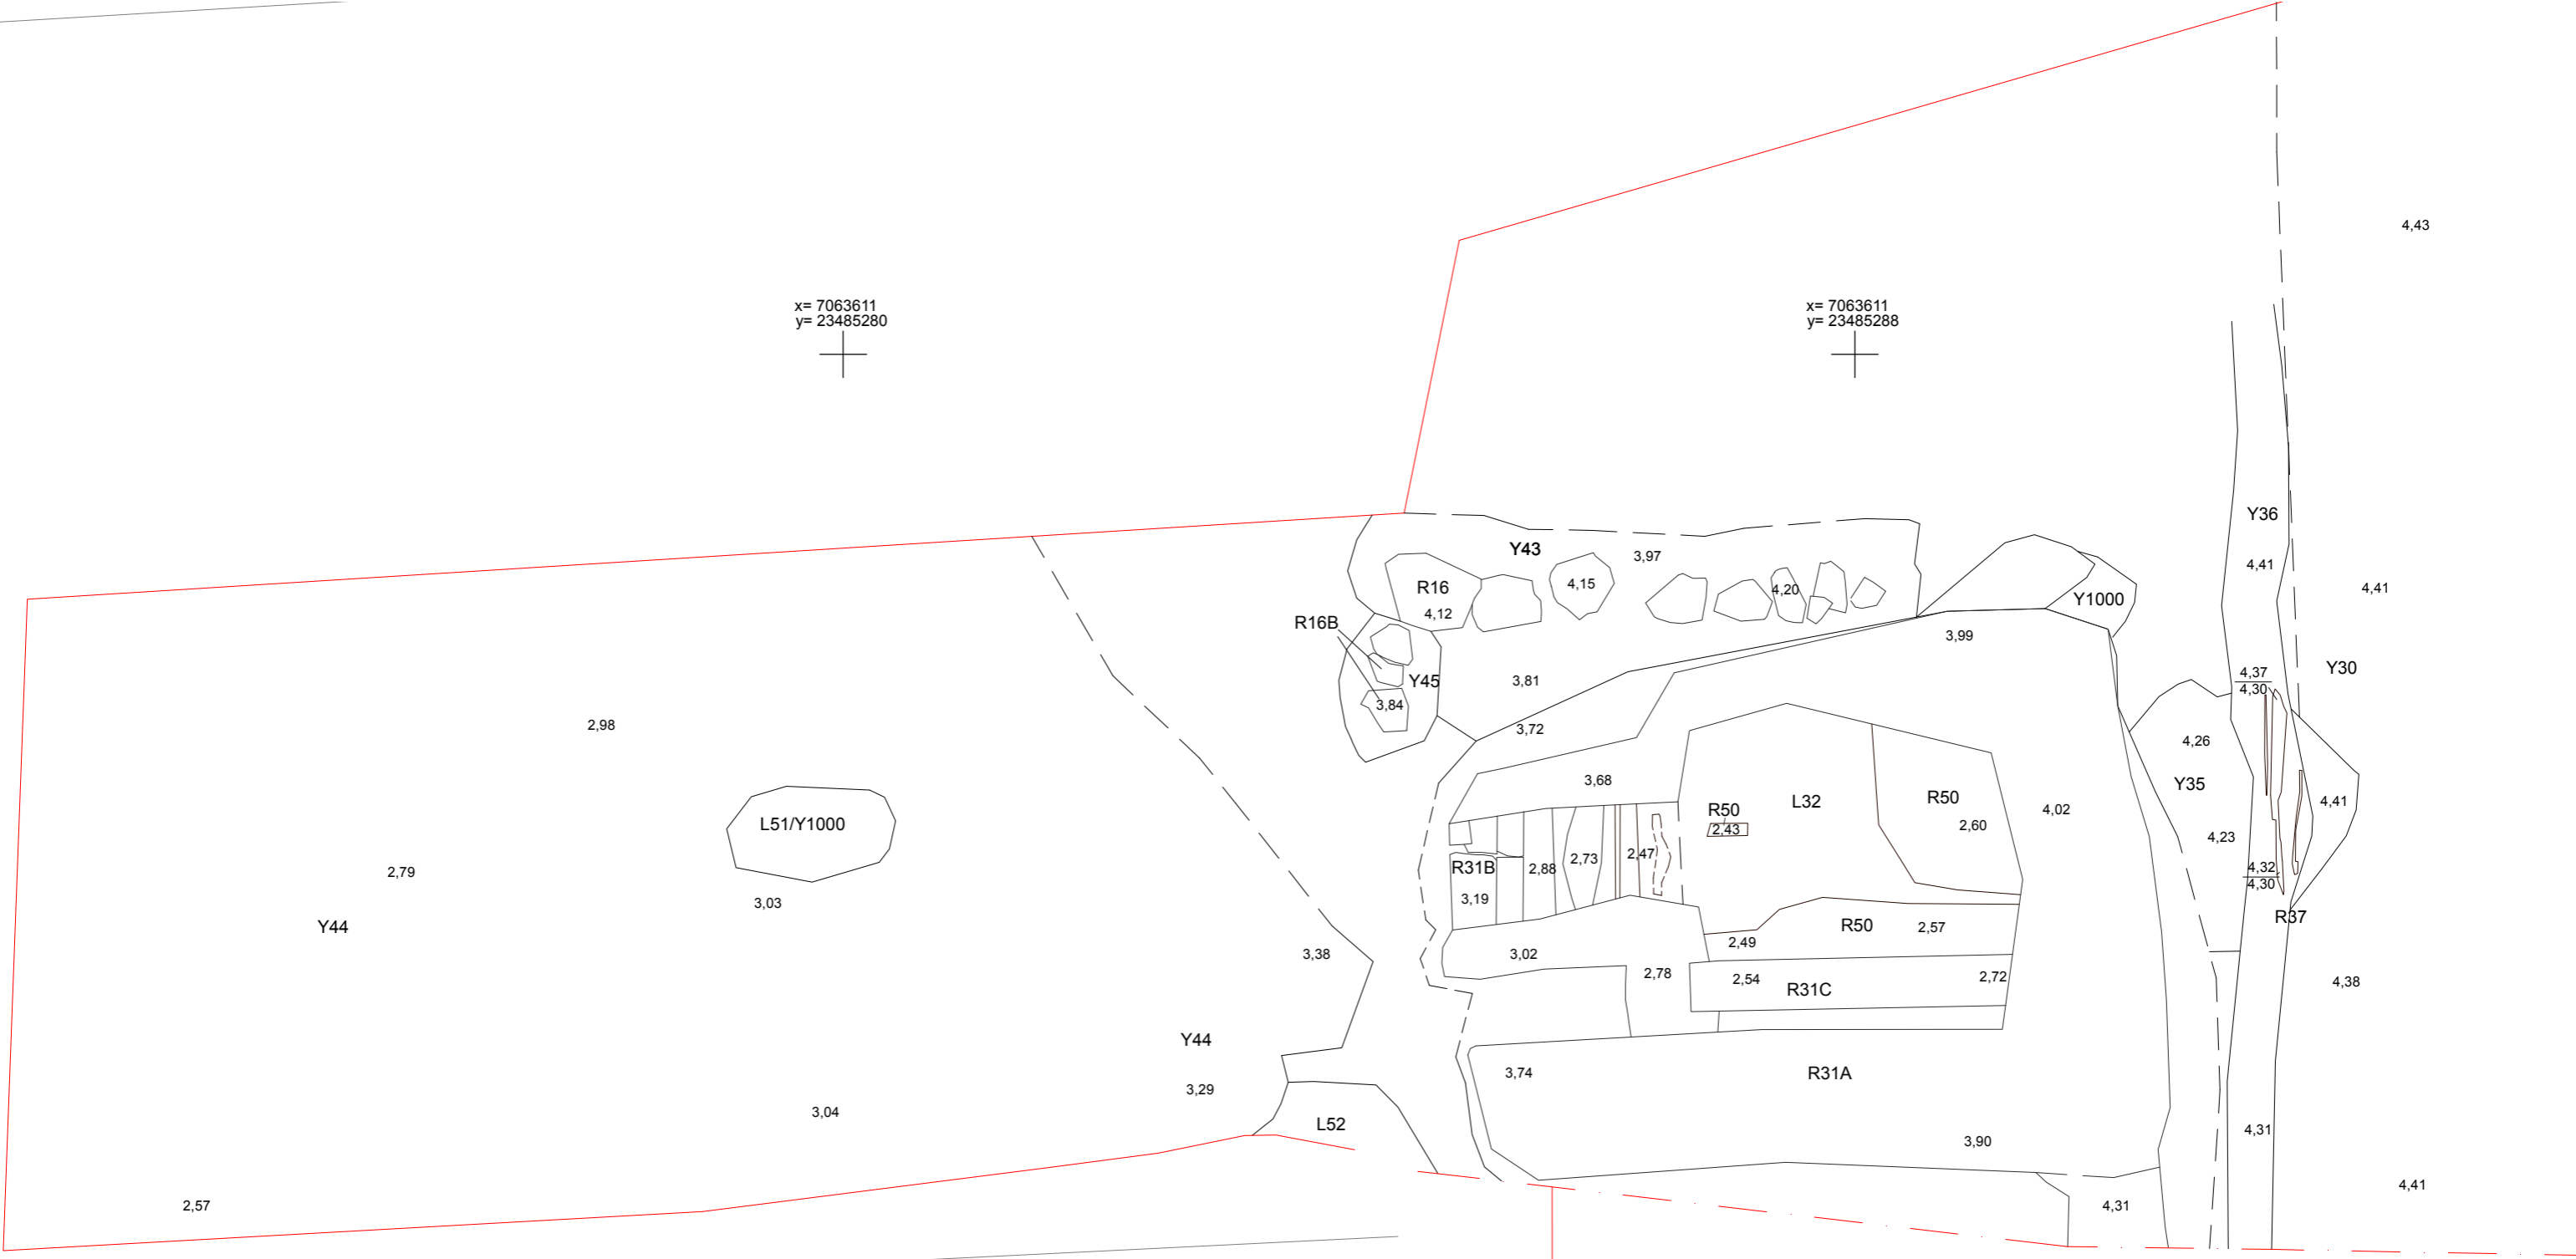 4,43
x= 7063611
y= 23485280
x= 7063611
y= 23485288
Y36
Y43
3,97
4,41
4,15
R16
4,20
4,41
Y1000
4,12
R16B
3,99
Y30
4,37
4,30
Y45
3,81
3,84
2,98
3,72
4,26
3,68
Y35
L32
R50
4,41
R50
4,02
L51/Y1000
2,60
2,43
4,23
2,47
2,73
R31B
2,88
4,32
2,79
4,30
3,19
3,03
R37
Y44
R50
2,57
2,49
3,38
3,02
2,78
2,54
2,72
4,38
R31C
Y44
3,74
R31A
3,29
3,04
L52
4,31
3,90
4,41
2,57
4,31